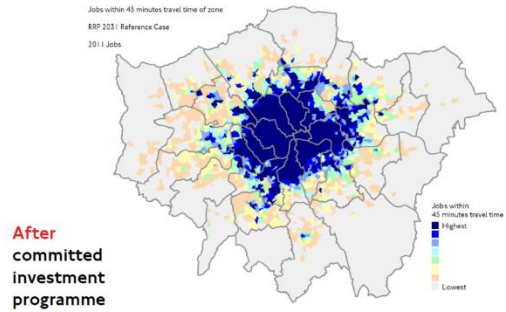 Jobs within 45 minutes travel time of zone
RRP 2031 Reference Case
2011 Jobs
After
committed
investment
programme
Jobs within
45 minutes travel time
Highest
Lowest